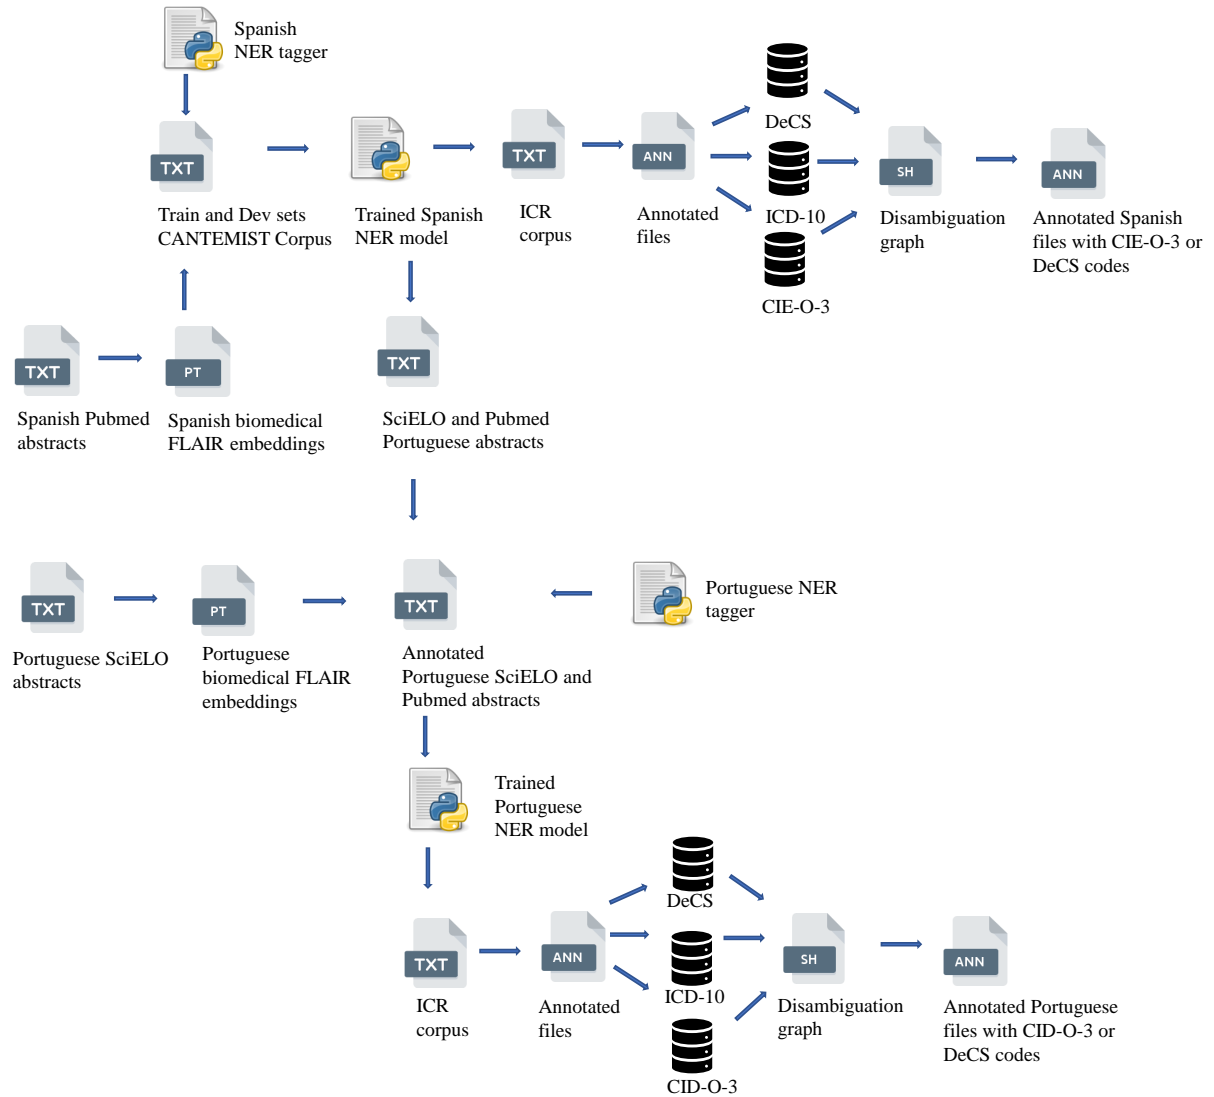 Spanish
NER tagger
TXT
Train and Dev sets
CANTEMIST Corpus
Trained Spanish
NER model
TXT
ICR
corpus
ANN
Annotated
files
DeCS
ICD-10
CIE-O-3
SH
Disambiguation
graph
ANN
Annotated Spanish
files with CIE-O-3 or
DeCS codes
TXT
Spanish Pubmed
abstracts
PT
Spanish biomedical
FLAIR embeddings
TXT
SciELO and Pubmed
Portuguese abstracts
TXT
Portuguese SciELO
abstracts
PT
Portuguese
biomedical FLAIR
embeddings
TXT
Annotated
Portuguese SciELO and
Pubmed abstracts
Portuguese NER
tagger
Trained
Portuguese
NER model
TXT
ICR
corpus
ANN
Annotated
files
DeCS
ICD-10
CID-O-3
SH
Disambiguation
graph
ANN
Annotated Portuguese
files with CID-O-3 or
DeCS codes